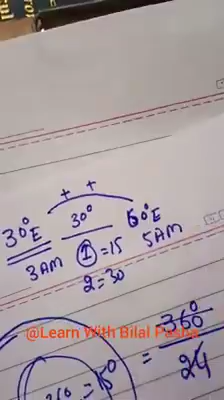 + +
30°E 30° 60°E
3AM ① = 15 5AM
2 = 30
@Learn With Bilal Pasha
= 360°
24